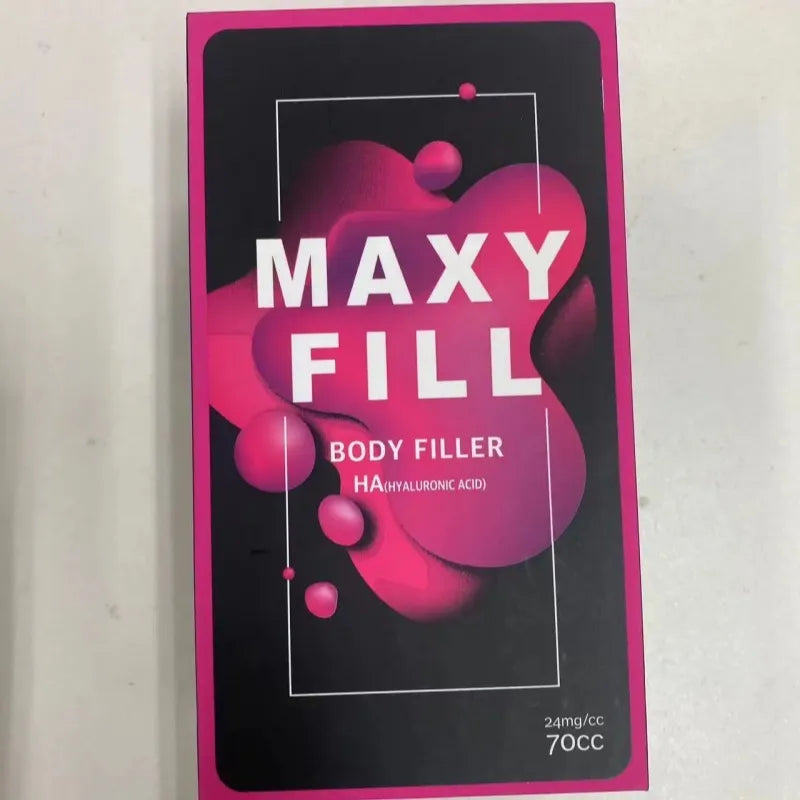 MAXY
FILL
BODY FILLER
HA(HYALURONIC ACID)
24mg/cc
70cc